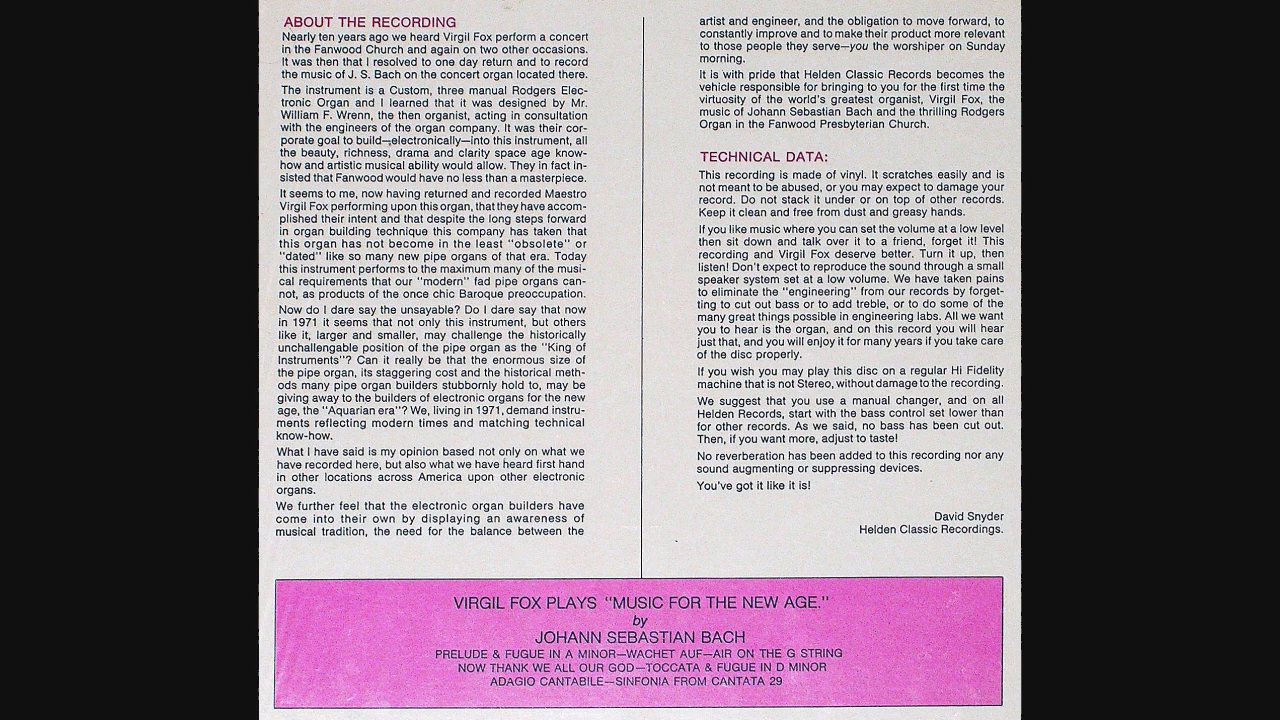 ABOUT THE RECORDING
Nearly ten years ago we heard Virgil Fox perform a concert
in the Fanwood Church and again on two other occasions.
It was then that I resolved to one day return and to record
the music of J. S. Bach on the concert organ located there.
The instrument is a Custom, three manual Rodgers Elec-
tronic Organ and I learned that it was designed by Mr.
William F. Wrenn, the then organist, acting in consultation
with the engineers of the organ company. It was their cor-
porate goal to build—electronically—into this instrument, all
the beauty, richness, drama and clarity space age know-
how and artistic musical ability would allow. They in fact in-
sisted that Fanwood would have no less than a masterpiece.
It seems to me, now having returned and recorded Maestro
Virgil Fox performing upon this organ, that they have accom-
plished their intent and that despite the long steps forward
in organ building technique this company has taken that
this organ has not become in the least "obsolete" or
"dated" like so many new pipe organs of that era. Today
this instrument performs to the maximum many of the musi-
cal requirements that our "modern" fad pipe organs can-
not, as products of the once chic Baroque preoccupation.
Now do I dare say the unsayable? Do I dare say that now
in 1971 it seems that not only this instrument, but others
like it, larger and smaller, may challenge the historically
unchallengable position of the pipe organ as the "King of
Instruments"? Can it really be that the enormous size of
the pipe organ, its staggering cost and the historical meth-
ods many pipe organ builders stubbornly hold to, may be
giving away to the builders of electronic organs for the new
age, the "Aquarian era"? We, living in 1971, demand instru-
ments reflecting modern times and matching technical
know-how.
What I have said is my opinion based not only on what we
have recorded here, but also what we have heard first hand
in other locations across America upon other electronic
organs.
We further feel that the electronic organ builders have
come into their own by displaying an awareness of
musical tradition, the need for the balance between the
artist and engineer, and the obligation to move forward, to
constantly improve and to make their product more relevant
to those people they serve—you the worshiper on Sunday
morning.
It is with pride that Helden Classic Records becomes the
vehicle responsible for bringing to you for the first time the
virtuosity of the world's greatest organist, Virgil Fox, the
music of Johann Sebastian Bach and the thrilling Rodgers
Organ in the Fanwood Presbyterian Church.
TECHNICAL DATA:
This recording is made of vinyl. It scratches easily and is
not meant to be abused, or you may expect to damage your
record. Do not stack it under or on top of other records.
Keep it clean and free from dust and greasy hands.
If you like music where you can set the volume at a low level
then sit down and talk over it to a friend, forget it! This
recording and Virgil Fox deserve better. Turn it up, then
listen! Don't expect to reproduce the sound through a small
speaker system set at a low volume. We have taken pains
to eliminate the "engineering" from our records by forget-
ting to cut out bass or to add treble, or to do some of the
many great things possible in engineering labs. All we want
you to hear is the organ, and on this record you will hear
just that, and you will enjoy it for many years if you take care
of the disc properly.
If you wish you may play this disc on a regular Hi Fidelity
machine that is not Stereo, without damage to the recording.
We suggest that you use a manual changer, and on all
Helden Records, start with the bass control set lower than
for other records. As we said, no bass has been cut out.
Then, if you want more, adjust to taste!
No reverberation has been added to this recording nor any
sound augmenting or suppressing devices.
You've got it like it is!
David Snyder
Helden Classic Recordings.
VIRGIL FOX PLAYS "MUSIC FOR THE NEW AGE."
by
JOHANN SEBASTIAN BACH
PRELUDE & FUGUE IN A MINOR—WACHET AUF—AIR ON THE G STRING
NOW THANK WE ALL OUR GOD—TOCCATA & FUGUE IN D MINOR
ADAGIO CANTABILE—SINFONIA FROM CANTATA 29